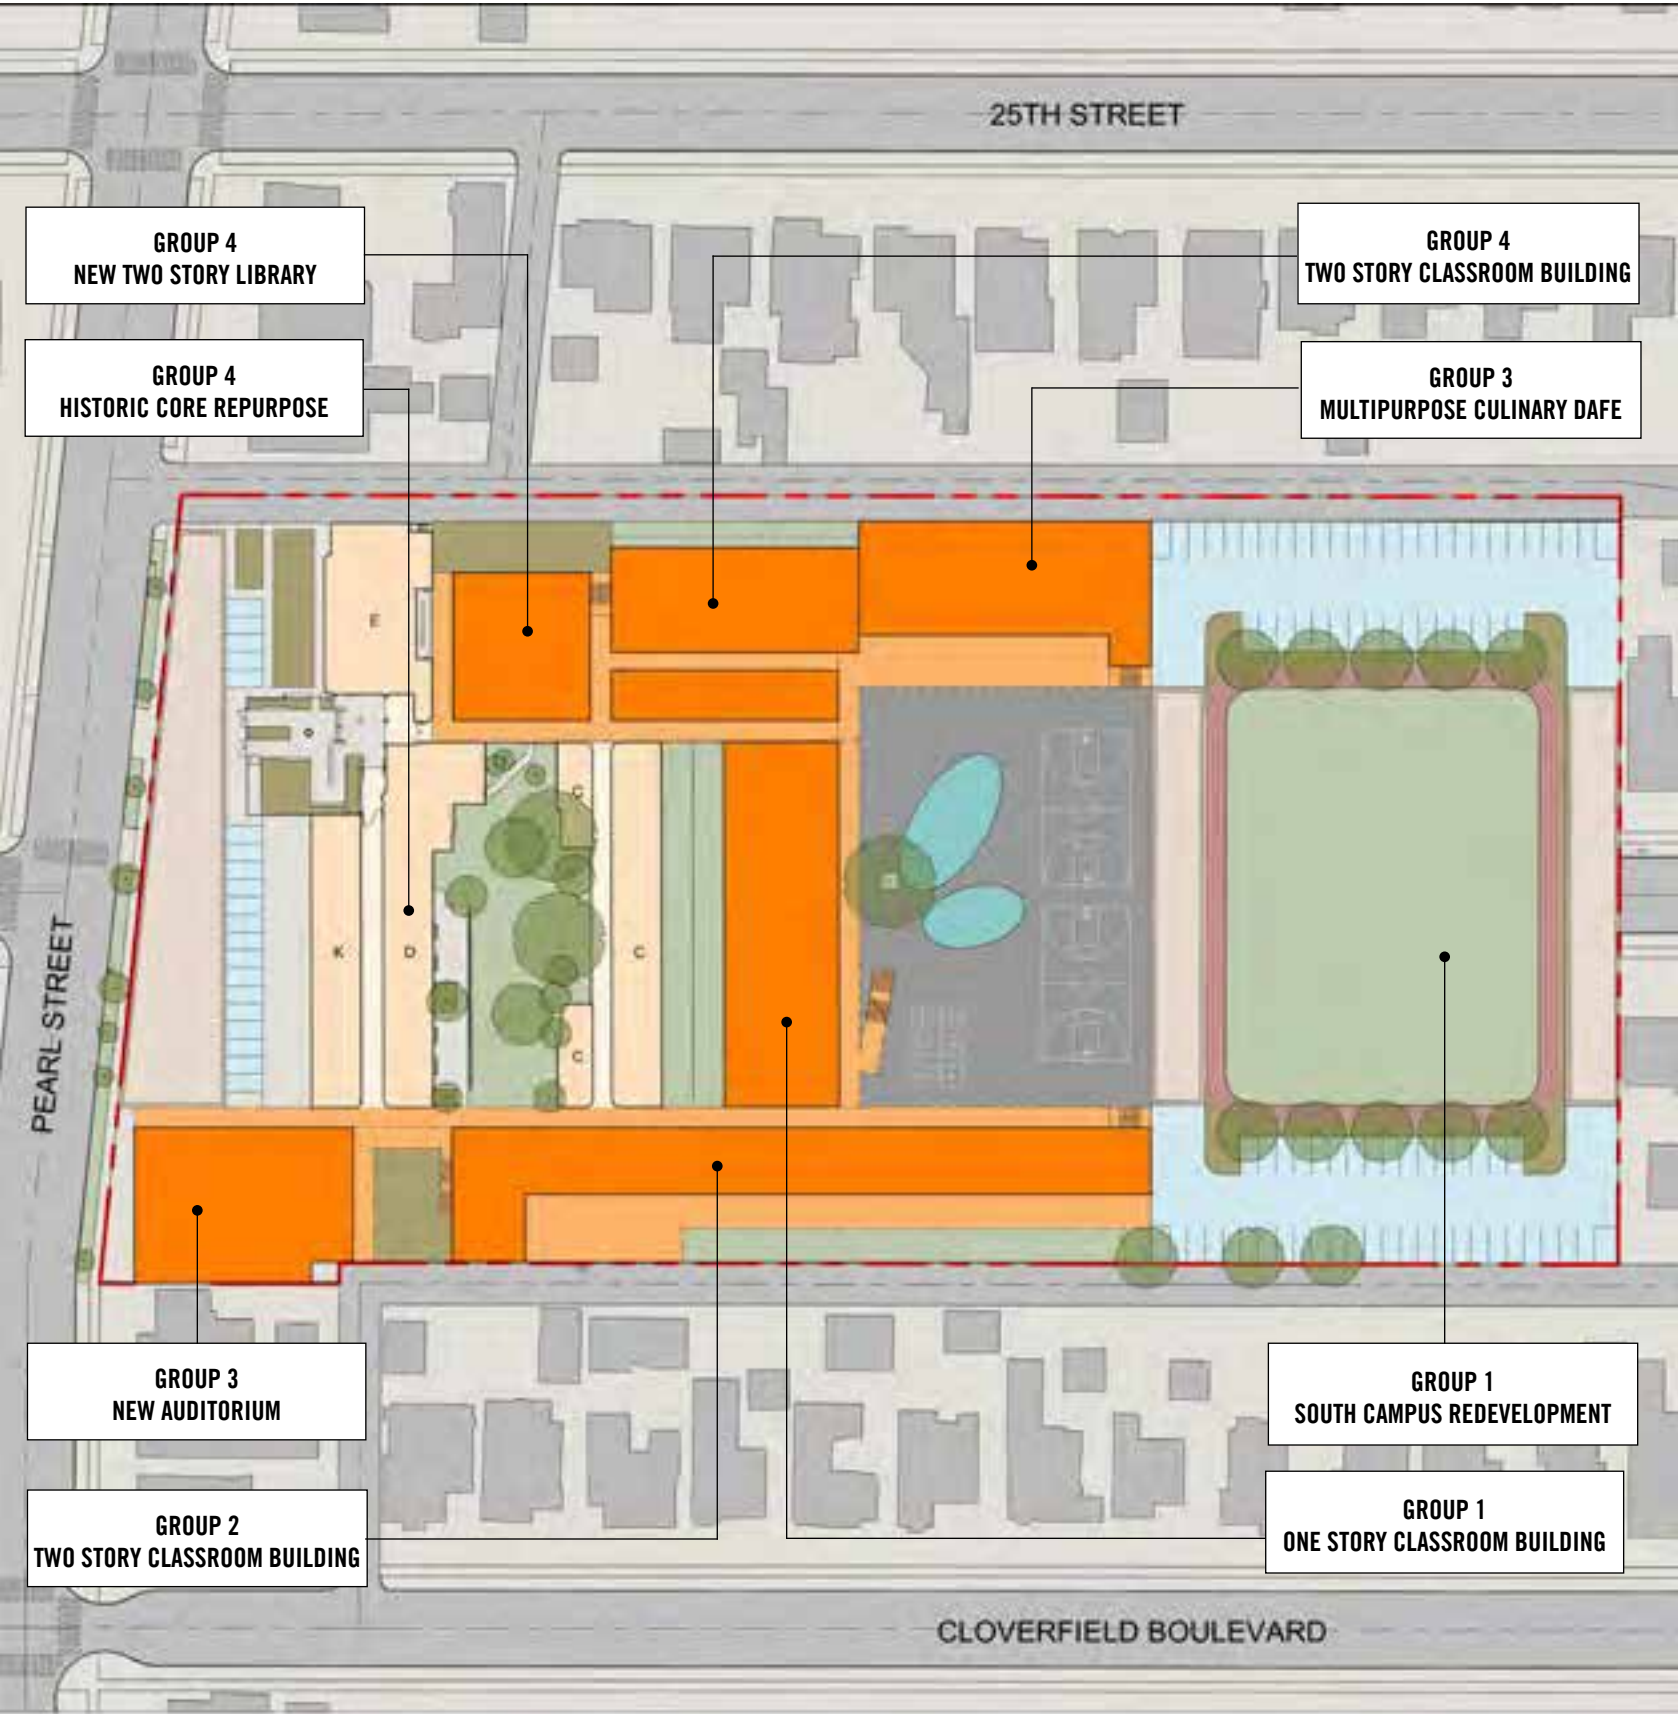 25TH STREET
GROUP 4
NEW TWO STORY LIBRARY
GROUP 4
TWO STORY CLASSROOM BUILDING
GROUP 4
HISTORIC CORE REPURPOSE
GROUP 3
MULTIPURPOSE CULINARY DAFE
E
C
K
D
C
C
PEARL STREET
GROUP 3
NEW AUDITORIUM
GROUP 1
SOUTH CAMPUS REDEVELOPMENT
GROUP 2
TWO STORY CLASSROOM BUILDING
GROUP 1
ONE STORY CLASSROOM BUILDING
CLOVERFIELD BOULEVARD